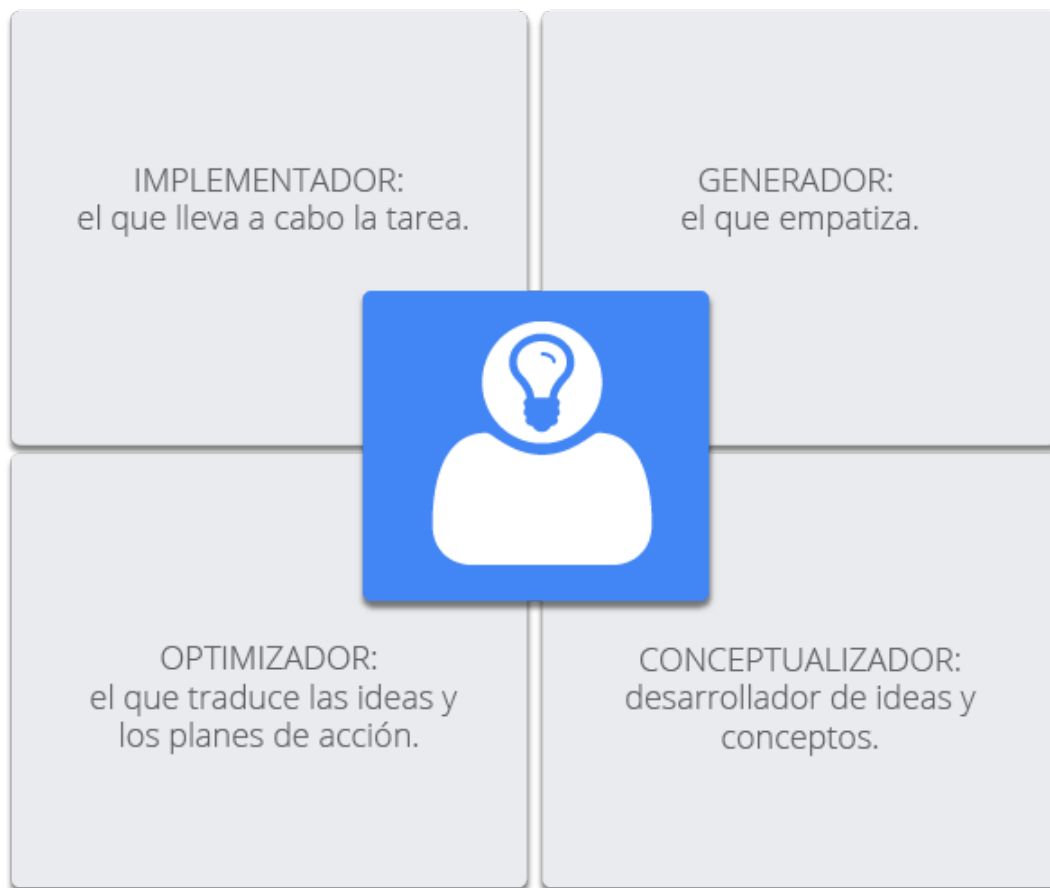 IMPLEMENTADOR:
el que lleva a cabo la tarea.
GENERADOR:
el que empatiza.
OPTIMIZADOR:
el que traduce las ideas y
los planes de acción.
CONCEPTUALIZADOR:
desarrollador de ideas y
conceptos.